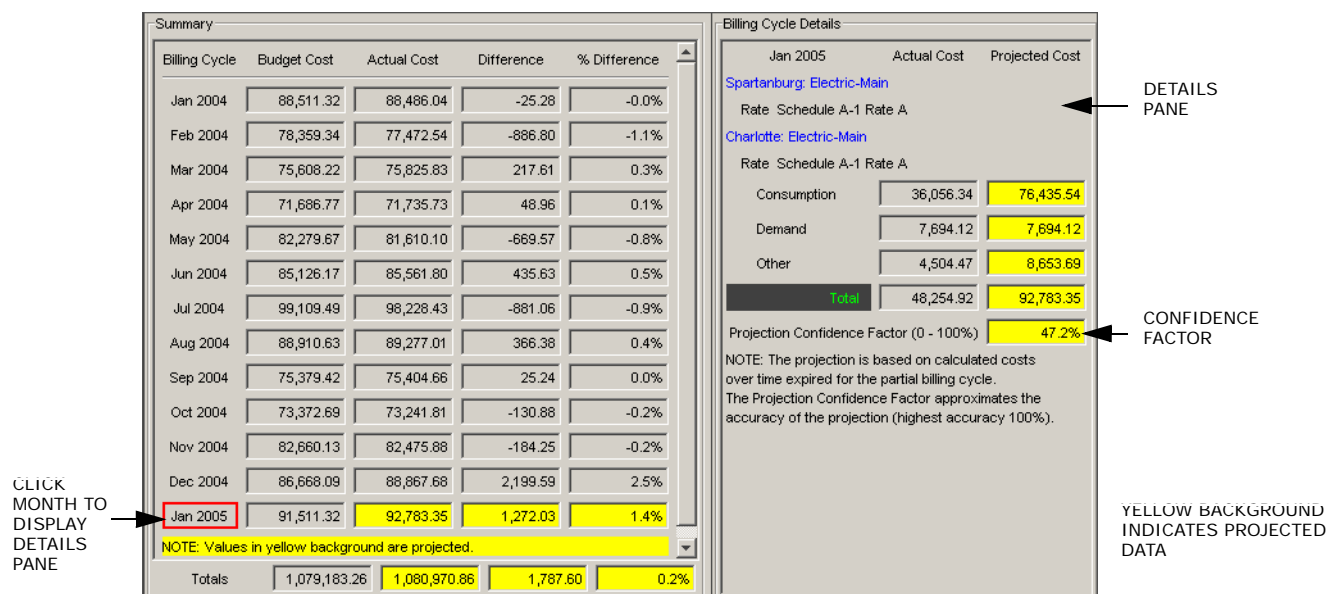 Summary
Billing Cycle Budget Cost Actual Cost Difference % Difference
Jan 2004 88,511.32 88,486.04 -25.28 -0.0%
Feb 2004 78,359.34 77,472.54 -886.80 -1.1%
Mar 2004 75,608.22 75,825.83 217.61 0.3%
Apr 2004 71,686.77 71,735.73 48.96 0.1%
May 2004 82,279.67 81,610.10 -669.57 -0.8%
Jun 2004 85,126.17 85,561.80 435.63 0.5%
Jul 2004 99,109.49 98,228.43 -881.06 -0.9%
Aug 2004 88,910.63 89,277.01 366.38 0.4%
Sep 2004 75,379.42 75,404.66 25.24 0.0%
Oct 2004 73,372.69 73,241.81 -130.88 -0.2%
Nov 2004 82,660.13 82,475.88 -184.25 -0.2%
Dec 2004 86,668.09 88,867.68 2,199.59 2.5%
Jan 2005 91,511.32 92,783.35 1,272.03 1.4%
NOTE: Values in yellow background are projected.
Totals 1,079,183.26 1,080,970.86 1,787.60 0.2%
CLICK
MONTH TO
DISPLAY
DETAILS
PANE
Billing Cycle Details
Jan 2005 Actual Cost Projected Cost
Spartanburg: Electric-Main
Rate Schedule A-1 Rate A
Charlotte: Electric-Main
Rate Schedule A-1 Rate A
Consumption 36,056.34 76,435.54
Demand 7,694.12 7,694.12
Other 4,504.47 8,653.69
Total 48,254.92 92,783.35
Projection Confidence Factor (0 - 100%) 47.2%
NOTE: The projection is based on calculated costs
over time expired for the partial billing cycle.
The Projection Confidence Factor approximates the
accuracy of the projection (highest accuracy 100%).
DETAILS
PANE
CONFIDENCE
FACTOR
YELLOW BACKGROUND
INDICATES PROJECTED
DATA